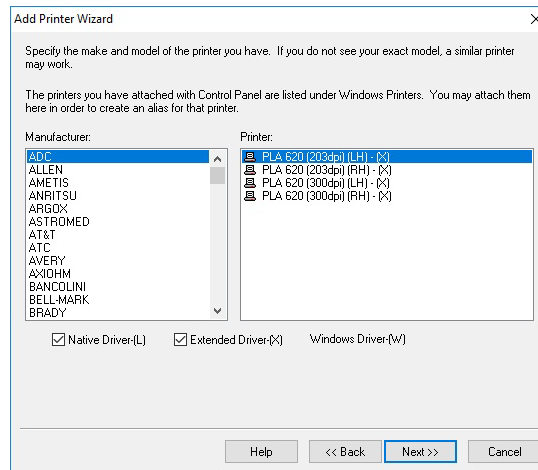 Add Printer Wizard
Specify the make and model of the printer you have. If you do not see your exact model, a similar printer
may work.
The printers you have attached with Control Panel are listed under Windows Printers. You may attach them
here in order to create an alias for that printer.
Manufacturer:
ADC
ALLEN
AMETIS
ANRITSU
ARGOX
ASTROMED
AT&T
ATC
AVERY
AXIOHM
BANCOLINI
BELL-MARK
BRADY
Printer:
PLA 620 (203dpi) (LH) - (X)
PLA 620 (203dpi) (RH) - (X)
PLA 620 (300dpi) (LH) - (X)
PLA 620 (300dpi) (RH) - (X)
Native Driver-(L) Extended Driver-(X) Windows Driver-(W)
Help << Back Next >> Cancel